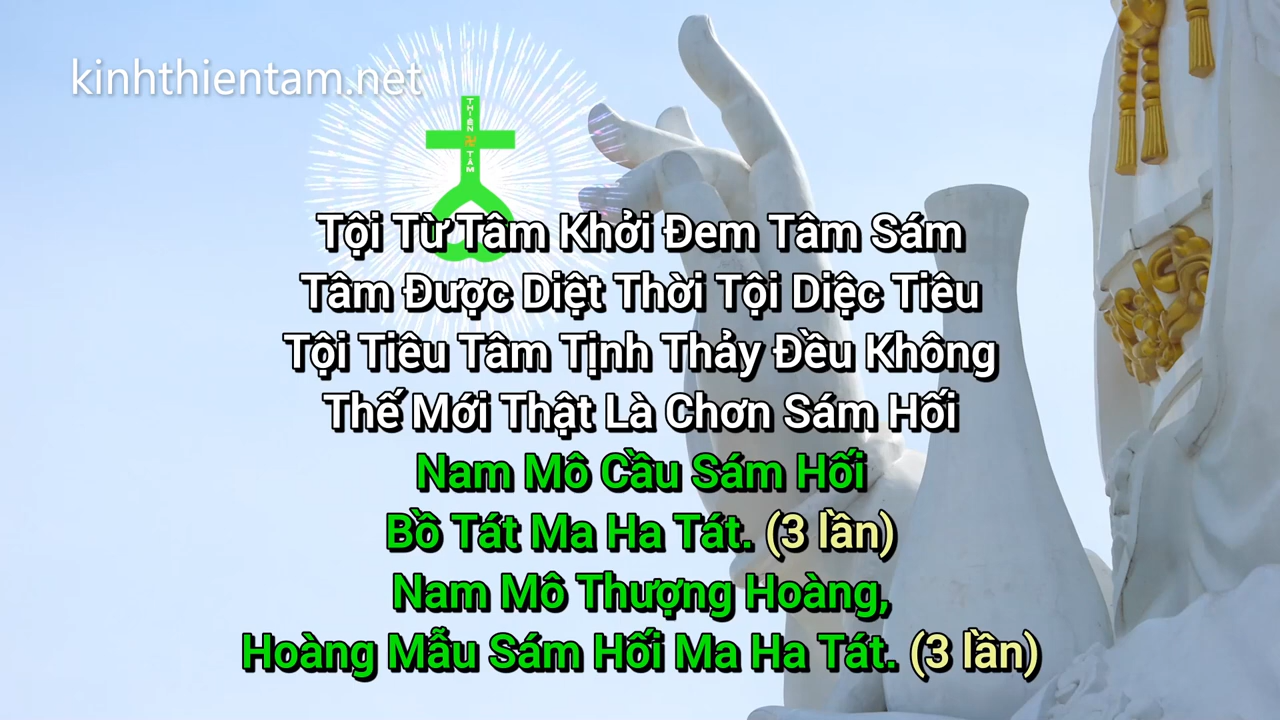 kinhthientam.net
THIÊN
TÂM
Tội Từ Tâm Khởi Đem Tâm Sám
Tâm Được Diệt Thời Tội Diệc Tiêu
Tội Tiêu Tâm Tịnh Thảy Đều Không
Thế Mới Thật Là Chơn Sám Hối
Nam Mô Cầu Sám Hối
Bồ Tát Ma Ha Tát. (3 lần)
Nam Mô Thượng Hoàng,
Hoàng Mẫu Sám Hối Ma Ha Tát. (3 lần)